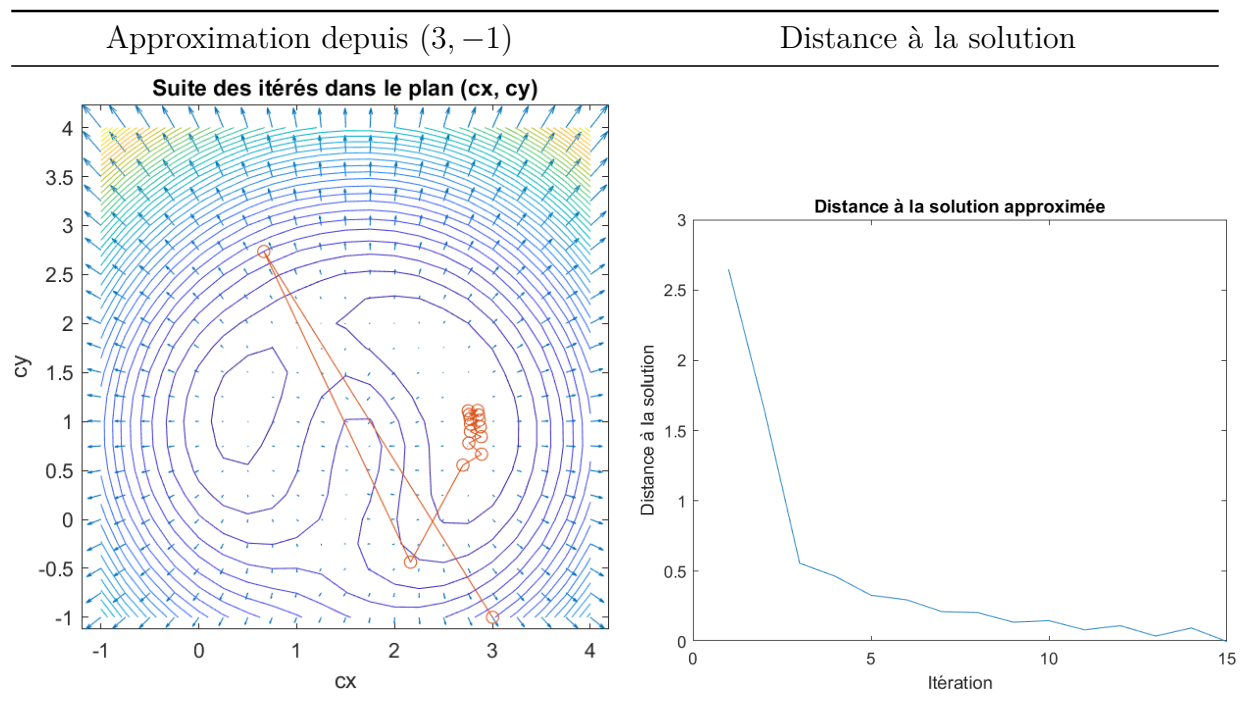 Approximation depuis (3, −1)
Distance à la solution
Suite des itérés dans le plan (cx, cy)
4
3.5
3
2.5
2
1.5
1
0.5
0
-0.5
-1
cy
-1 0 1 2 3 4
cx
Distance à la solution approximée
3
2.5
2
1.5
1
0.5
0
Distance à la solution
0 5 10 15
Itération